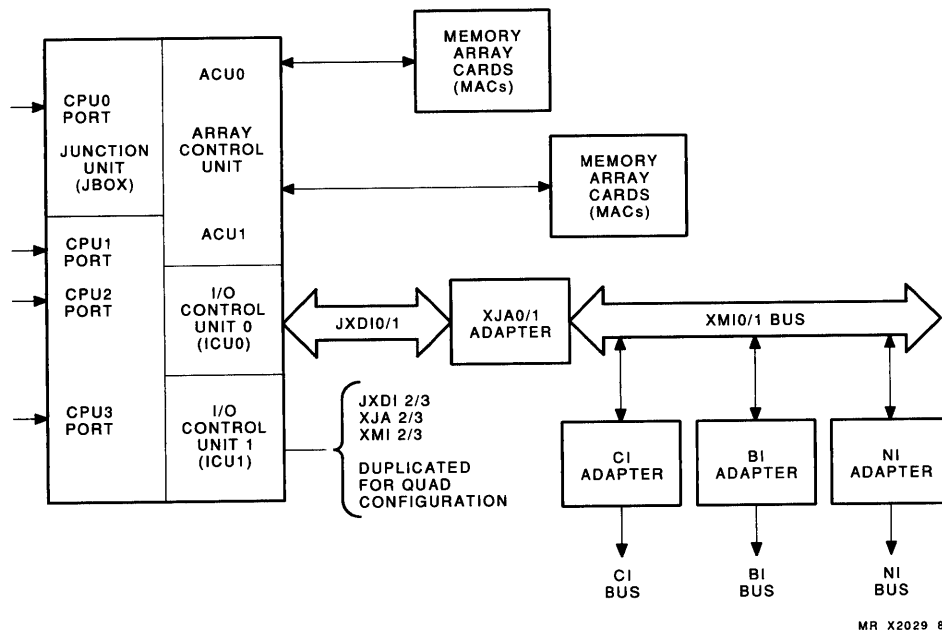 CPU0
PORT
JUNCTION
UNIT
(JBOX)
CPU1
PORT
CPU2
PORT
CPU3
PORT
ACU0
ARRAY
CONTROL
UNIT
ACU1
I/O
CONTROL
UNIT 0
(ICU0)
I/O
CONTROL
UNIT 1
(ICU1)
MEMORY
ARRAY
CARDS
(MACs)
MEMORY
ARRAY
CARDS
(MACs)
JXDI0/1
XJA0/1
ADAPTER
XMI0/1 BUS
JXDI 2/3
XJA 2/3
XMI 2/3
DUPLICATED
FOR QUAD
CONFIGURATION
CI
ADAPTER
BI
ADAPTER
NI
ADAPTER
CI
BUS
BI
BUS
NI
BUS
MR X2029 8